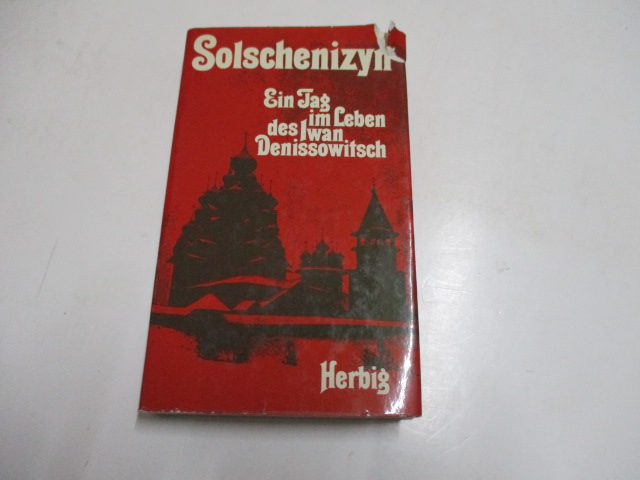 Solschenizyn
Ein Tag
im Leben
des Iwan
Denissowitsch
Herbig